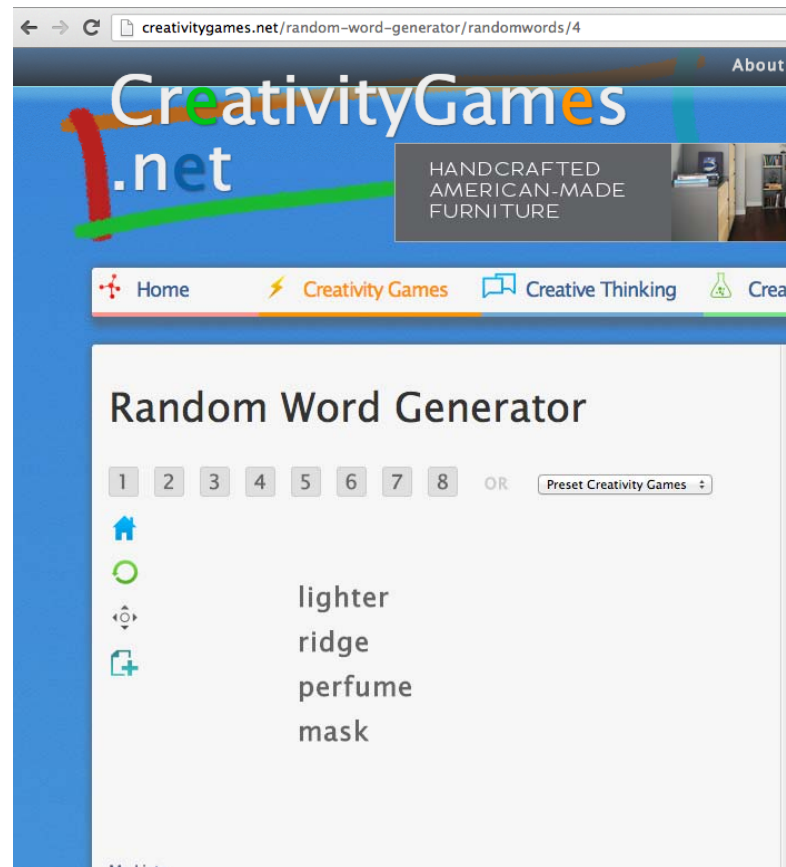 creativitygames.net/random-word-generator/randomwords/4
About
CreativityGames
.net
HANDCRAFTED
AMERICAN-MADE
FURNITURE
Home
Creativity Games
Creative Thinking
Crea
Random Word Generator
1 2 3 4 5 6 7 8 OR Preset Creativity Games
lighter
ridge
perfume
mask